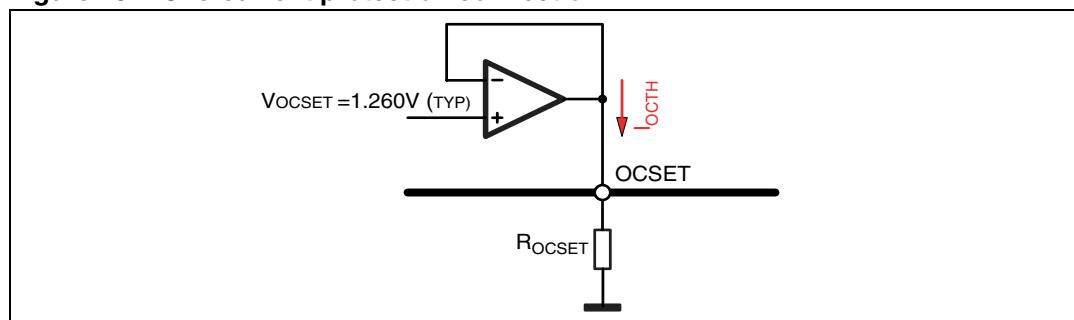 VOCSET =1.260V (TYP)
−
+
IOCTH
OCSET
ROCSET